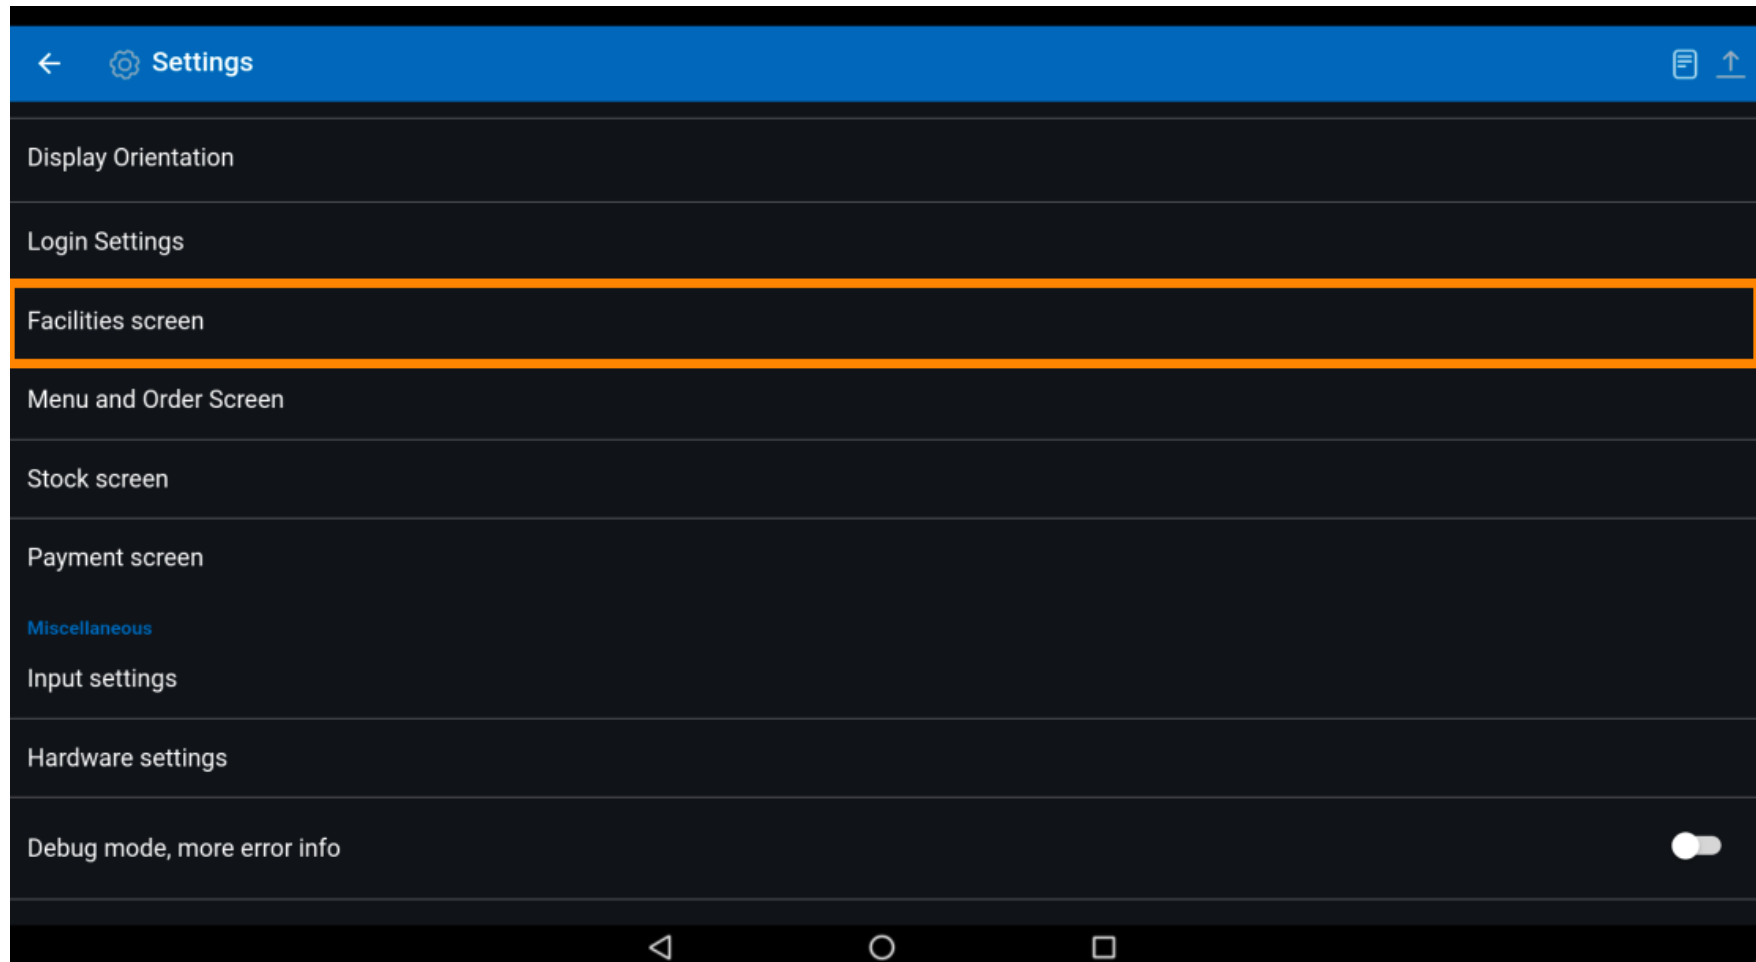 Settings
Display Orientation
Login Settings
Facilities screen
Menu and Order Screen
Stock screen
Payment screen
Miscellaneous
Input settings
Hardware settings
Debug mode, more error info